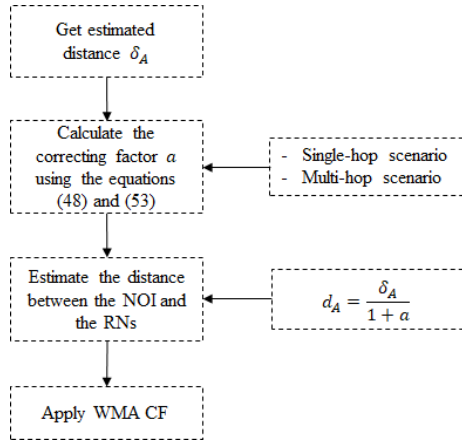 Get estimated
distance δ_A
Calculate the
correcting factor a
using the equations
(48) and (53)
- Single-hop scenario
- Multi-hop scenario
Estimate the distance
between the NOI and
the RNs
d_A = δ_A / (1 + a)
Apply WMA CF